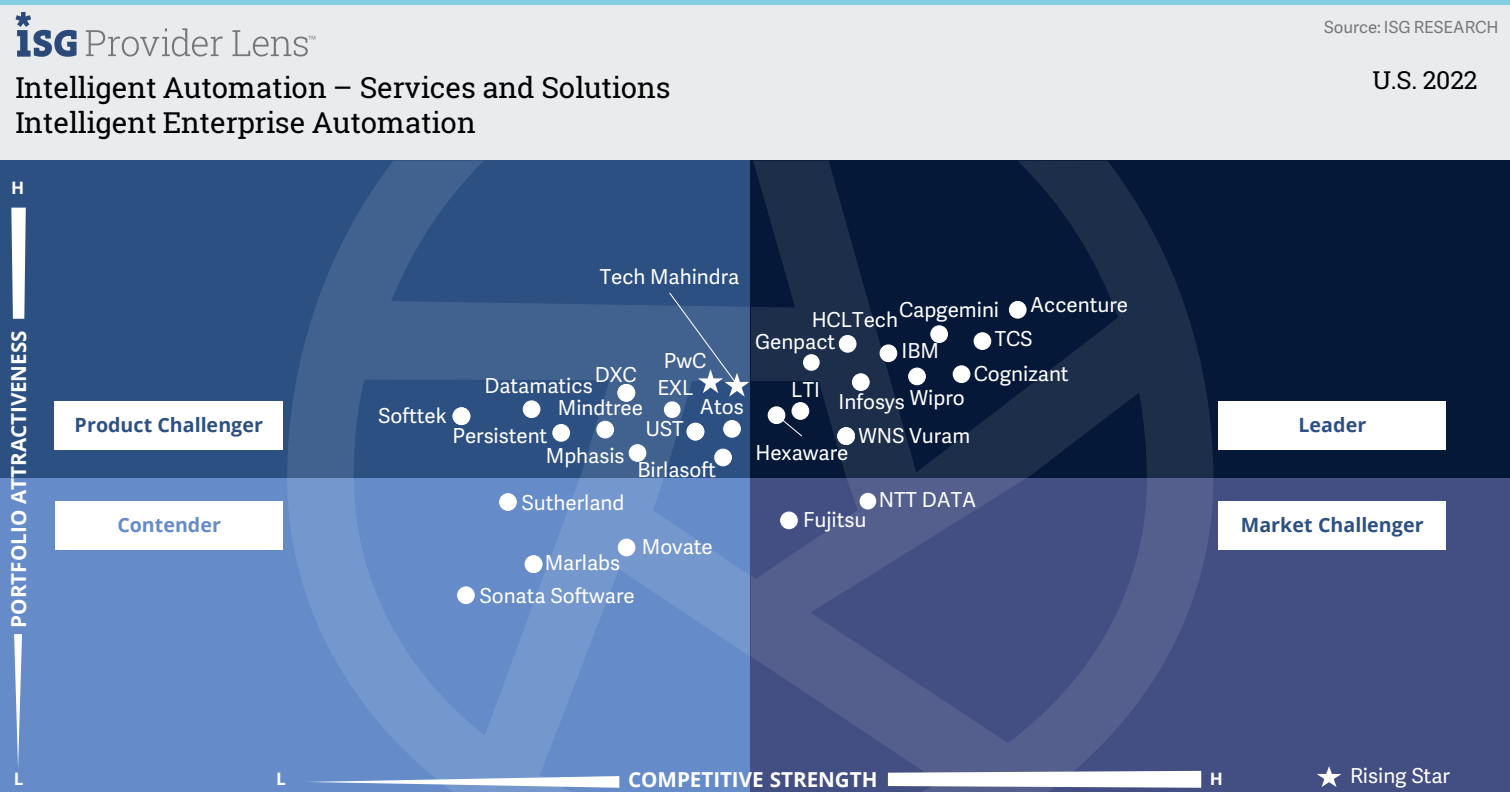 ISG Provider Lens™
Source: ISG RESEARCH
Intelligent Automation – Services and Solutions
Intelligent Enterprise Automation
U.S. 2022
H
PORTFOLIO ATTRACTIVENESS
L
Tech Mahindra
Capgemini
Accenture
HCLTech
Genpact
IBM
TCS
PwC
DXC
Datamatics
EXL
Cognizant
LTI
Infosys
Wipro
Softtek
Mindtree
Atos
Product Challenger
Leader
Persistent
UST
WNS Vuram
Mphasis
Hexaware
Birlasoft
Sutherland
NTT DATA
Contender
Fujitsu
Market Challenger
Movate
Marlabs
Sonata Software
L
COMPETITIVE STRENGTH
H
Rising Star